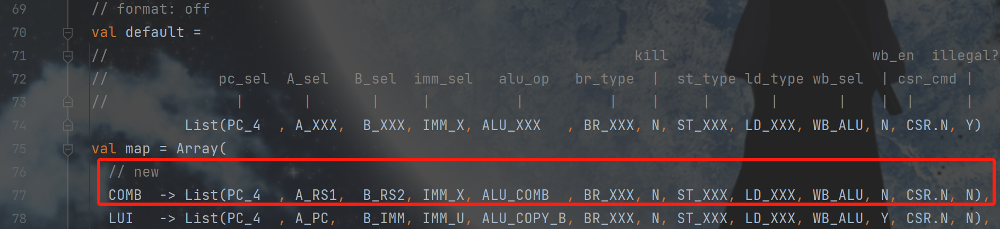 69 // format: off
70 val default =
71 // kill wb_en illegal?
72 // pc_sel A_sel B_sel imm_sel alu_op br_type | st_type ld_type wb_sel | csr_cmd |
73 // | | | | | | | | | | | | |
74 List(PC_4 , A_XXX, B_XXX, IMM_X, ALU_XXX , BR_XXX, N, ST_XXX, LD_XXX, WB_ALU, N, CSR.N, Y)
75 val map = Array(
76 // new
77 COMB -> List(PC_4 , A_RS1, B_RS2, IMM_X, ALU_COMB , BR_XXX, N, ST_XXX, LD_XXX, WB_ALU, N, CSR.N, N),
78 LUI -> List(PC_4 , A_PC, B_IMM, IMM_U, ALU_COPY_B, BR_XXX, N, ST_XXX, LD_XXX, WB_ALU, Y, CSR.N, N),